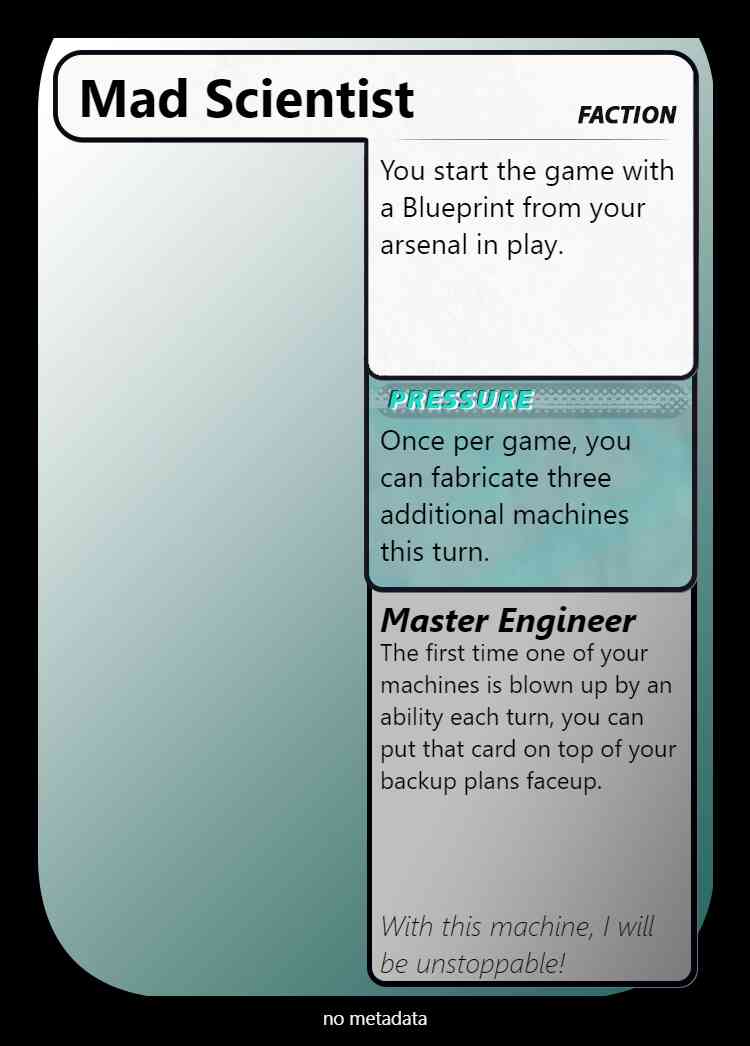 Mad Scientist
FACTION
You start the game with
a Blueprint from your
arsenal in play.
PRESSURE
Once per game, you
can fabricate three
additional machines
this turn.
Master Engineer
The first time one of your
machines is blown up by an
ability each turn, you can
put that card on top of your
backup plans faceup.
With this machine, I will
be unstoppable!
no metadata